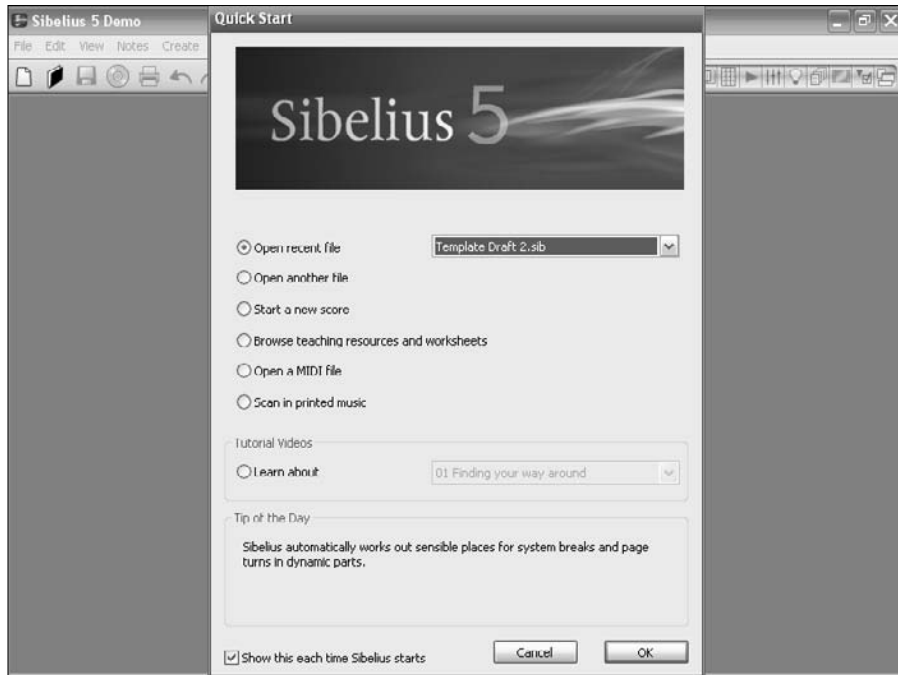 Sibelius 5 Demo
Quick Start
File Edit View Notes Create
Sibelius 5
Open recent file
Template Draft 2.sib
Open another file
Start a new score
Browse teaching resources and worksheets
Open a MIDI file
Scan in printed music
Tutorial Videos
Learn about
01 Finding your way around
Tip of the Day
Sibelius automatically works out sensible places for system breaks and page
turns in dynamic parts.
Show this each time Sibelius starts
Cancel
OK